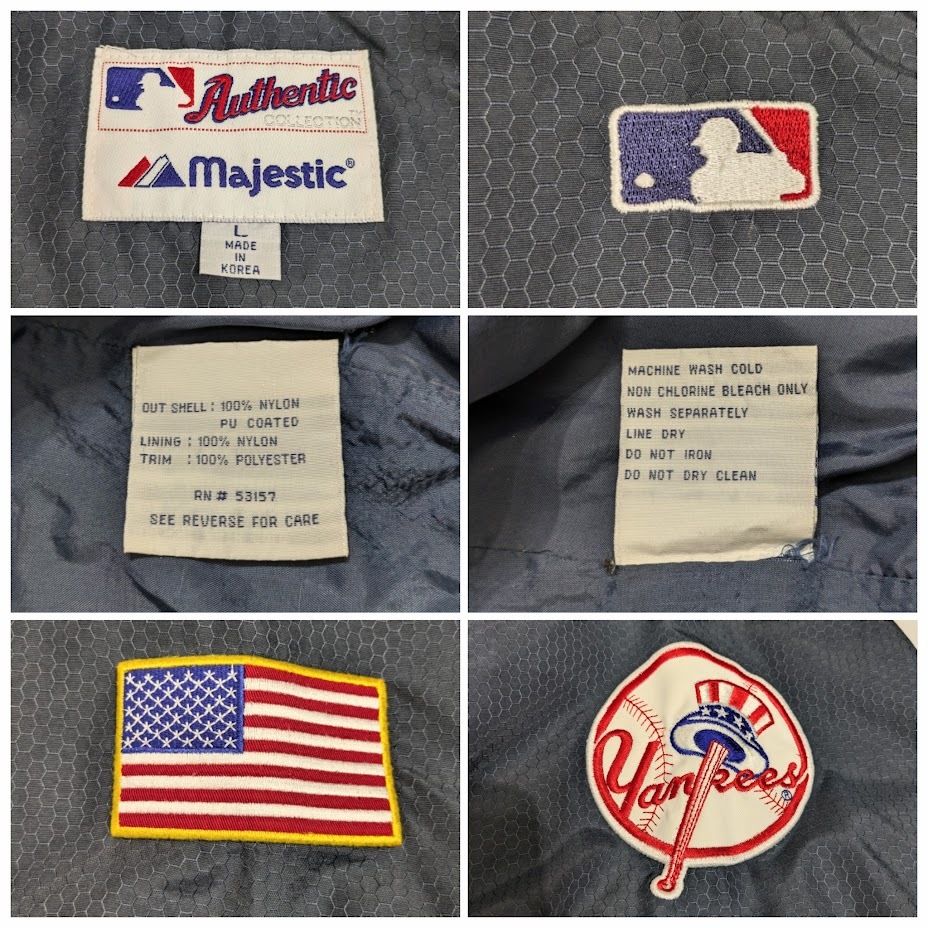 Authentic
COLLECTION™
Majestic®
L
MADE
IN
KOREA
OUT SHELL : 100% NYLON
PU COATED
LINING : 100% NYLON
TRIM : 100% POLYESTER
RN # 53157
SEE REVERSE FOR CARE
MACHINE WASH COLD
NON CHLORINE BLEACH ONLY
WASH SEPARATELY
LINE DRY
DO NOT IRON
DO NOT DRY CLEAN
Yankees®